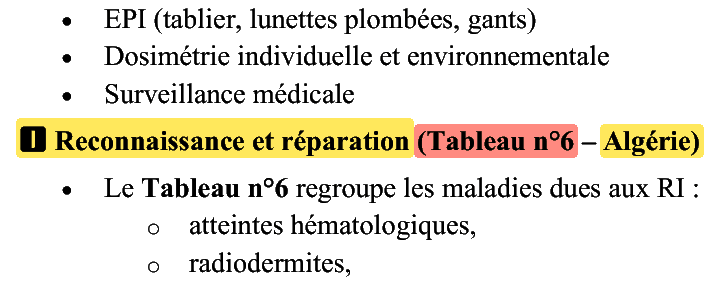 • EPI (tablier, lunettes plombées, gants)
• Dosimétrie individuelle et environnementale
• Surveillance médicale
I Reconnaissance et réparation (Tableau n°6 – Algérie)
• Le Tableau n°6 regroupe les maladies dues aux RI :
o atteintes hématologiques,
o radiodermites,